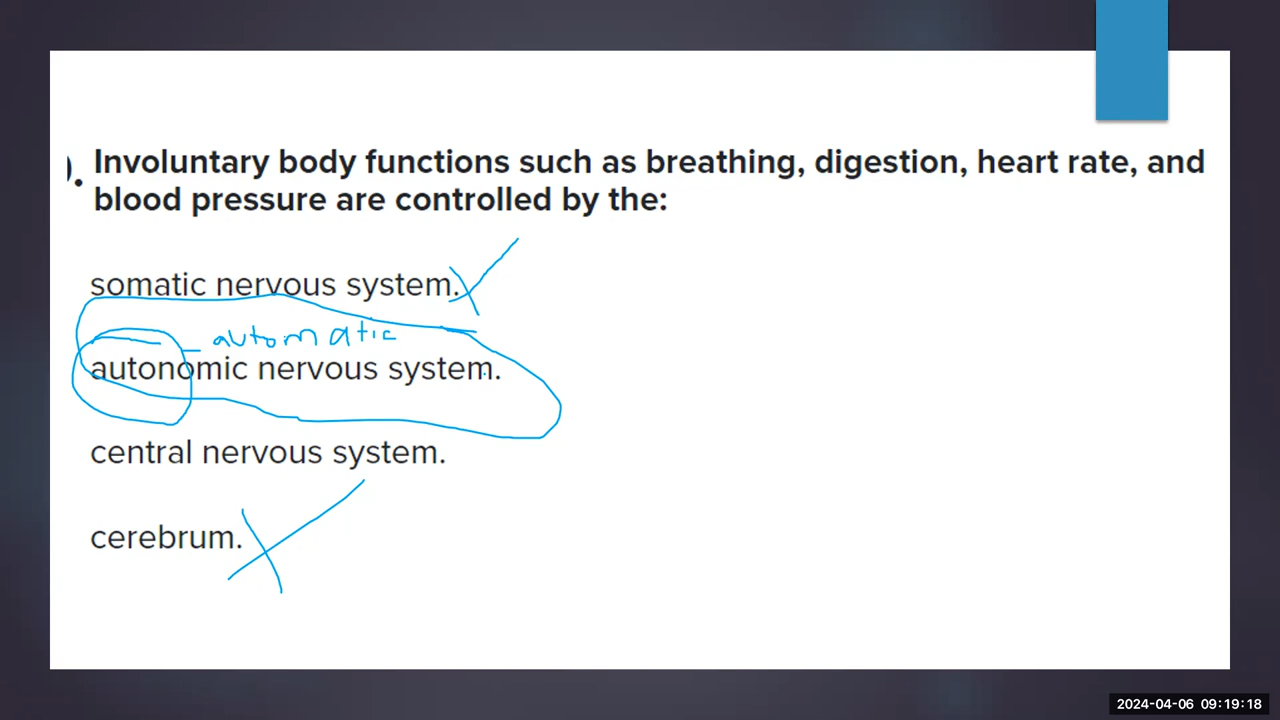 ). Involuntary body functions such as breathing, digestion, heart rate, and
blood pressure are controlled by the:
somatic nervous system.
automatic
autonomic nervous system.
central nervous system.
cerebrum.
2024-04-06 09:19:18